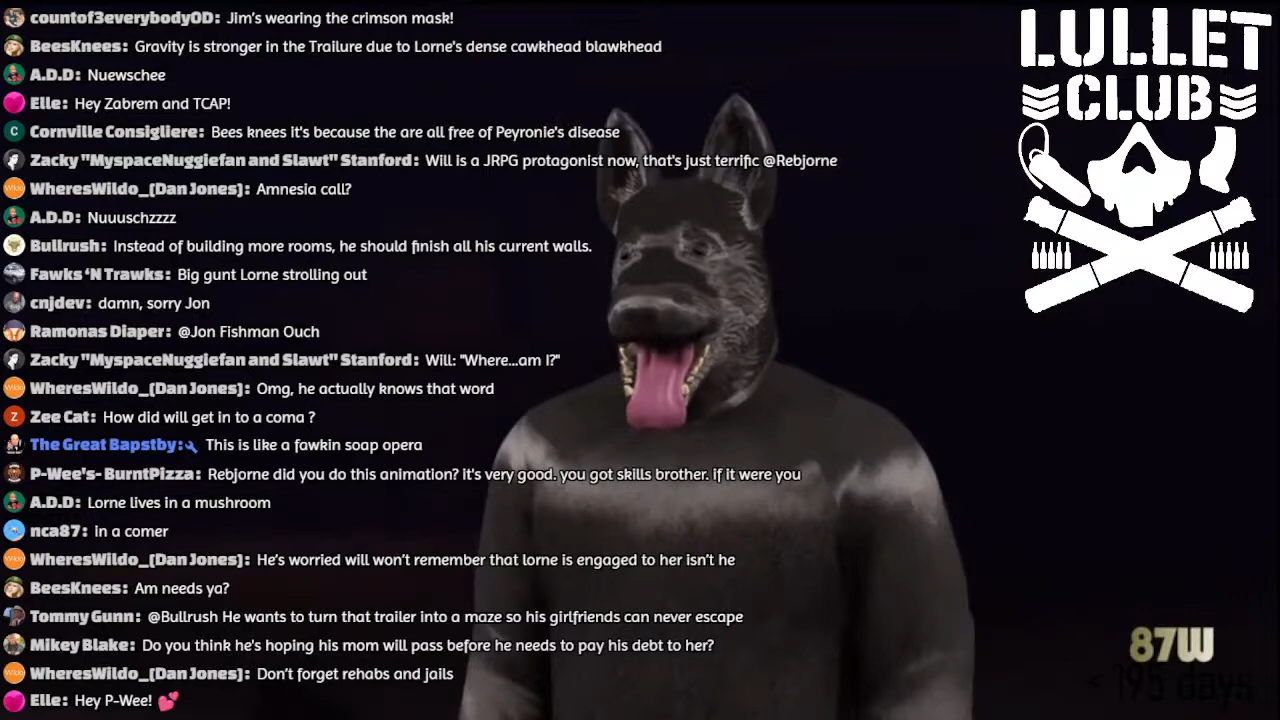 countof3everybodyOD: Jim's wearing the crimson mask!
BeesKnees: Gravity is stronger in the Trailure due to Lorne's dense cawkhead blawkhead
A.D.D: Nuewschee
Elle: Hey Zabrem and TCAP!
C Cornville Consigliere: Bees knees it's because the are all free of Peyronie's disease
Zacky "MyspaceNuggiefan and Slawt" Stanford: Will is a JRPG protagonist now, that's just terrific @Rebjorne
Wildo WheresWildo_(Dan Jones): Amnesia call?
A.D.D: Nuuuschzzzz
Bullrush: Instead of building more rooms, he should finish all his current walls.
Fawks 'N Trawks: Big gunt Lorne strolling out
cnjdev: damn, sorry Jon
Ramonas Diaper: @Jon Fishman Ouch
Zacky "MyspaceNuggiefan and Slawt" Stanford: Will: "Where...am I?"
Wildo WheresWildo_(Dan Jones): Omg, he actually knows that word
Z Zee Cat: How did will get in to a coma ?
The Great Bapstby: This is like a fawkin soap opera
P-Wee's- BurntPizza: Rebjorne did you do this animation? it's very good. you got skills brother. if it were you
A.D.D: Lorne lives in a mushroom
nca87: in a comer
Wildo WheresWildo_(Dan Jones): He's worried will won't remember that lorne is engaged to her isn't he
BeesKnees: Am needs ya?
Tommy Gunn: @Bullrush He wants to turn that trailer into a maze so his girlfriends can never escape
Mikey Blake: Do you think he's hoping his mom will pass before he needs to pay his debt to her?
Wildo WheresWildo_(Dan Jones): Don't forget rehabs and jails
Elle: Hey P-Wee! 💕
LULLET
CLUB
87W
< 195 days